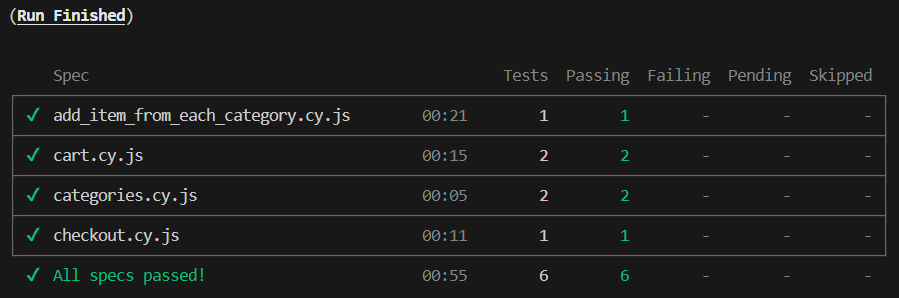 (Run Finished)
Spec Tests Passing Failing Pending Skipped
✔ add_item_from_each_category.cy.js 00:21 1 1 - - -
✔ cart.cy.js 00:15 2 2 - - -
✔ categories.cy.js 00:05 2 2 - - -
✔ checkout.cy.js 00:11 1 1 - - -
✔ All specs passed! 00:55 6 6 - - -